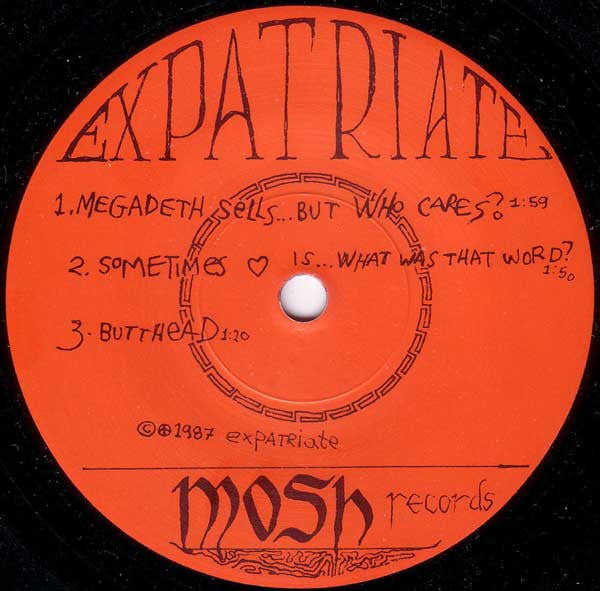 EXPATRIATE
1. MEGADETH SellS... BUT WHO CARES? 1:59
2. SOMETIMES ♡ IS... WHAT WAS THAT WORD? 1:50
3. BUTTHEAD 1:20
©℗1987 expATRiate
mosh records